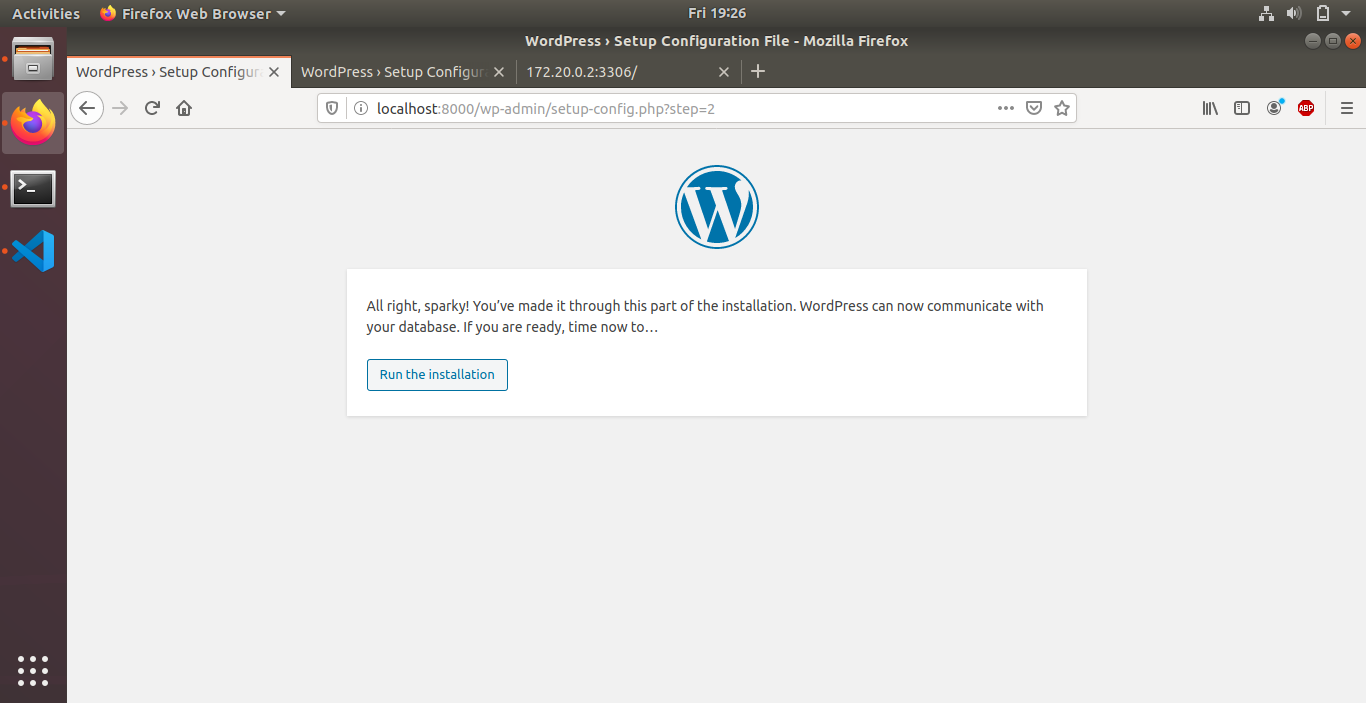 Activities Firefox Web Browser Fri 19:26
WordPress › Setup Configuration File - Mozilla Firefox
WordPress › Setup Configura WordPress › Setup Configura 172.20.0.2:3306/
localhost:8000/wp-admin/setup-config.php?step=2
ABP
W
All right, sparky! You’ve made it through this part of the installation. WordPress can now communicate with
your database. If you are ready, time now to…
Run the installation